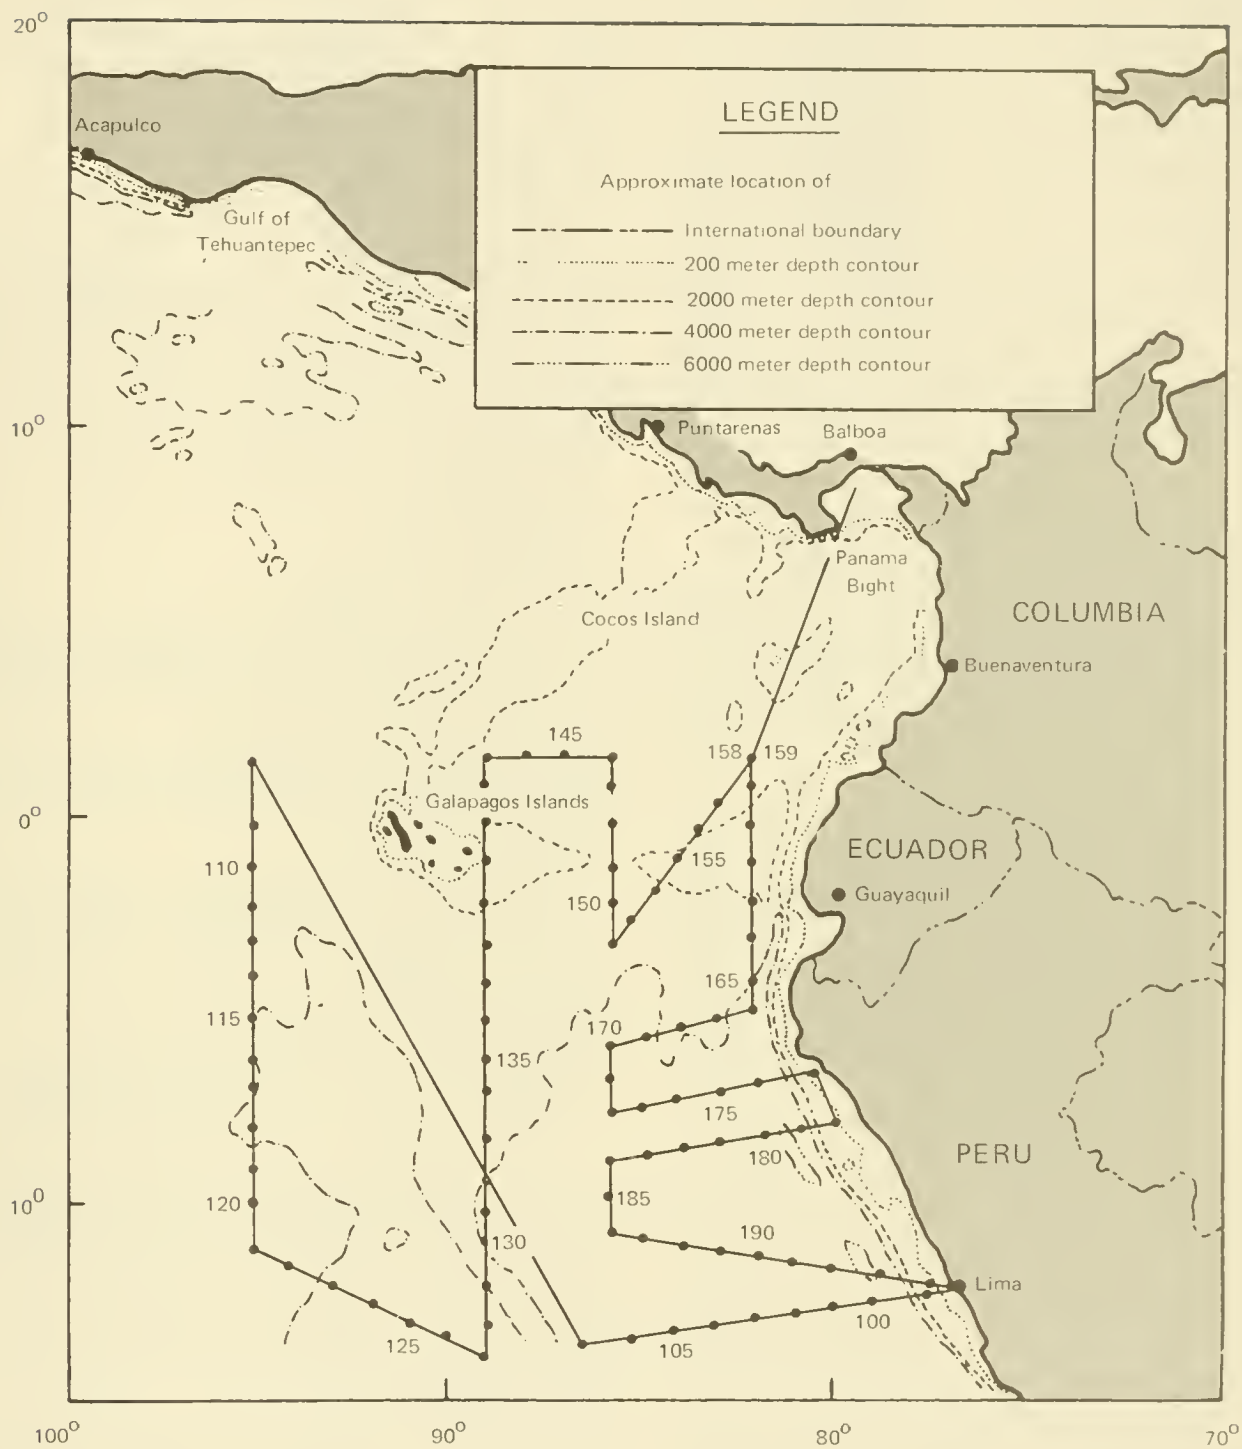 20°
LEGEND
Approximate location of
International boundary
200 meter depth contour
2000 meter depth contour
4000 meter depth contour
6000 meter depth contour
Acapulco
Gulf of
Tehuantepec
10°
Puntarenas
Balboa
Panama
Bight
Cocos Island
COLUMBIA
Buenaventura
145
158
159
Galapagos Islands
0°
110
155
ECUADOR
150
Guayaquil
165
115
170
135
175
180
PERU
120
185
10°
130
190
Lima
100
105
125
100°
90°
80°
70°